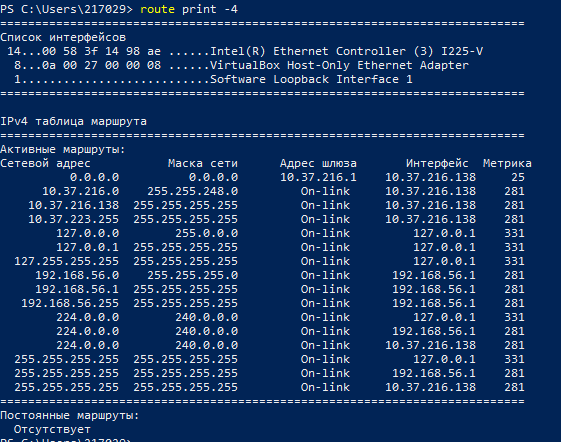 PS C:\Users\217029> route print -4
===========================================================================
Список интерфейсов
 14...00 58 3f 14 98 ae ......Intel(R) Ethernet Controller (3) I225-V
  8...0a 00 27 00 00 08 ......VirtualBox Host-Only Ethernet Adapter
  1...........................Software Loopback Interface 1
===========================================================================
IPv4 таблица маршрута
===========================================================================
Активные маршруты:
Сетевой адрес           Маска сети      Адрес шлюза       Интерфейс  Метрика
          0.0.0.0          0.0.0.0      10.37.216.1    10.37.216.138     25
      10.37.216.0    255.255.248.0         On-link     10.37.216.138    281
    10.37.216.138  255.255.255.255         On-link     10.37.216.138    281
    10.37.223.255  255.255.255.255         On-link     10.37.216.138    281
        127.0.0.0        255.0.0.0         On-link         127.0.0.1    331
        127.0.0.1  255.255.255.255         On-link         127.0.0.1    331
  127.255.255.255  255.255.255.255         On-link         127.0.0.1    331
     192.168.56.0    255.255.255.0         On-link      192.168.56.1    281
     192.168.56.1  255.255.255.255         On-link      192.168.56.1    281
   192.168.56.255  255.255.255.255         On-link      192.168.56.1    281
        224.0.0.0        240.0.0.0         On-link         127.0.0.1    331
        224.0.0.0        240.0.0.0         On-link      192.168.56.1    281
        224.0.0.0        240.0.0.0         On-link     10.37.216.138    281
  255.255.255.255  255.255.255.255         On-link         127.0.0.1    331
  255.255.255.255  255.255.255.255         On-link      192.168.56.1    281
  255.255.255.255  255.255.255.255         On-link     10.37.216.138    281
===========================================================================
Постоянные маршруты:
  Отсутствует
PS C:\Users\217029>